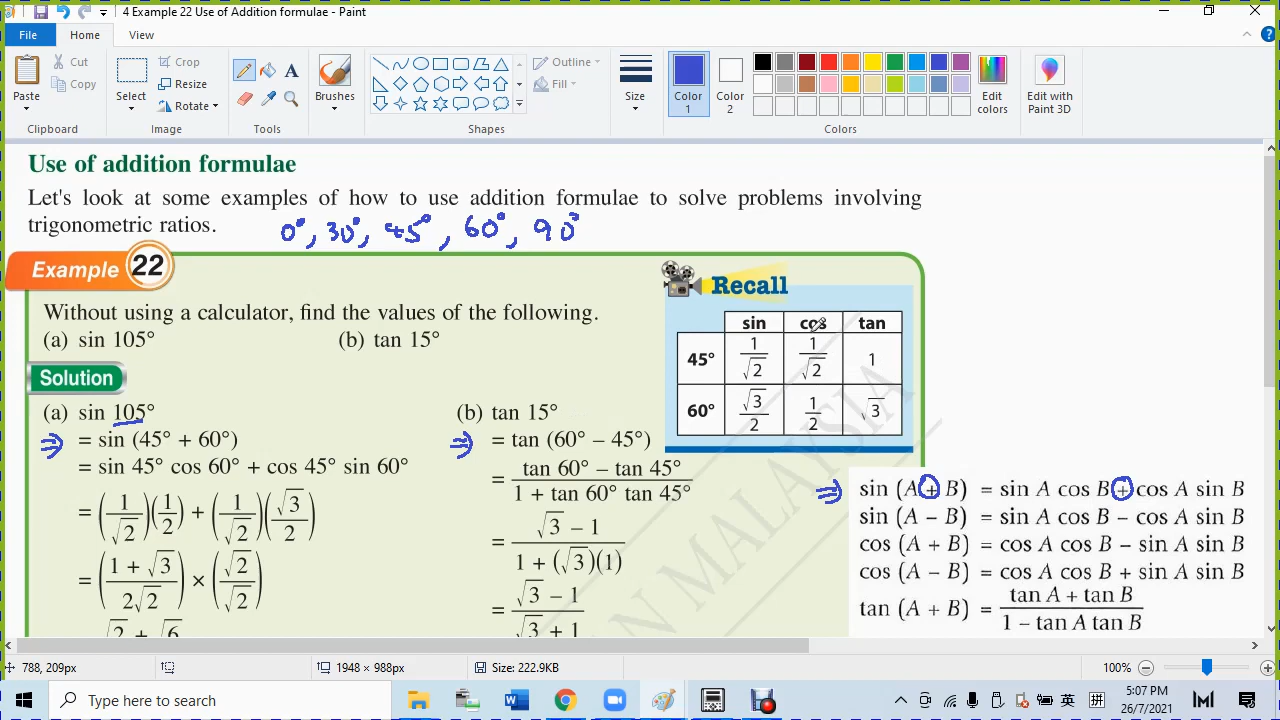 4 Example 22 Use of Addition formulae - Paint
File Home View
Paste Cut Copy
Clipboard
Select Crop Resize Rotate
Image
Tools
Brushes
Outline Fill
Shapes
Size
Color 1
Color 2
Edit colors
Colors
Edit with Paint 3D
Use of addition formulae
Let's look at some examples of how to use addition formulae to solve problems involving
trigonometric ratios.
0°, 30°, 45°, 60°, 90°
Example 22
Without using a calculator, find the values of the following.
(a) sin 105° (b) tan 15°
Recall
sin cos tan
45° 1/√2 1/√2 1
60° √3/2 1/2 √3
Solution
(a) sin 105°
⇒ = sin (45° + 60°)
= sin 45° cos 60° + cos 45° sin 60°
= (1/√2)(1/2) + (1/√2)(√3/2)
= ((1 + √3)/(2√2)) × (√2/√2)
√2 + √6
(b) tan 15°
⇒ = tan (60° – 45°)
= (tan 60° – tan 45°)/(1 + tan 60° tan 45°)
= (√3 – 1)/(1 + (√3)(1))
= (√3 – 1)/(√3 + 1)
⇒ sin (A + B) = sin A cos B + cos A sin B
sin (A – B) = sin A cos B – cos A sin B
cos (A + B) = cos A cos B – sin A sin B
cos (A – B) = cos A cos B + sin A sin B
tan (A + B) = (tan A + tan B)/(1 – tan A tan B)
N MALAYSIA
788, 209px
1948 × 988px
Size: 222.9KB
100%
Type here to search
英
拼
5:07 PM
26/7/2021